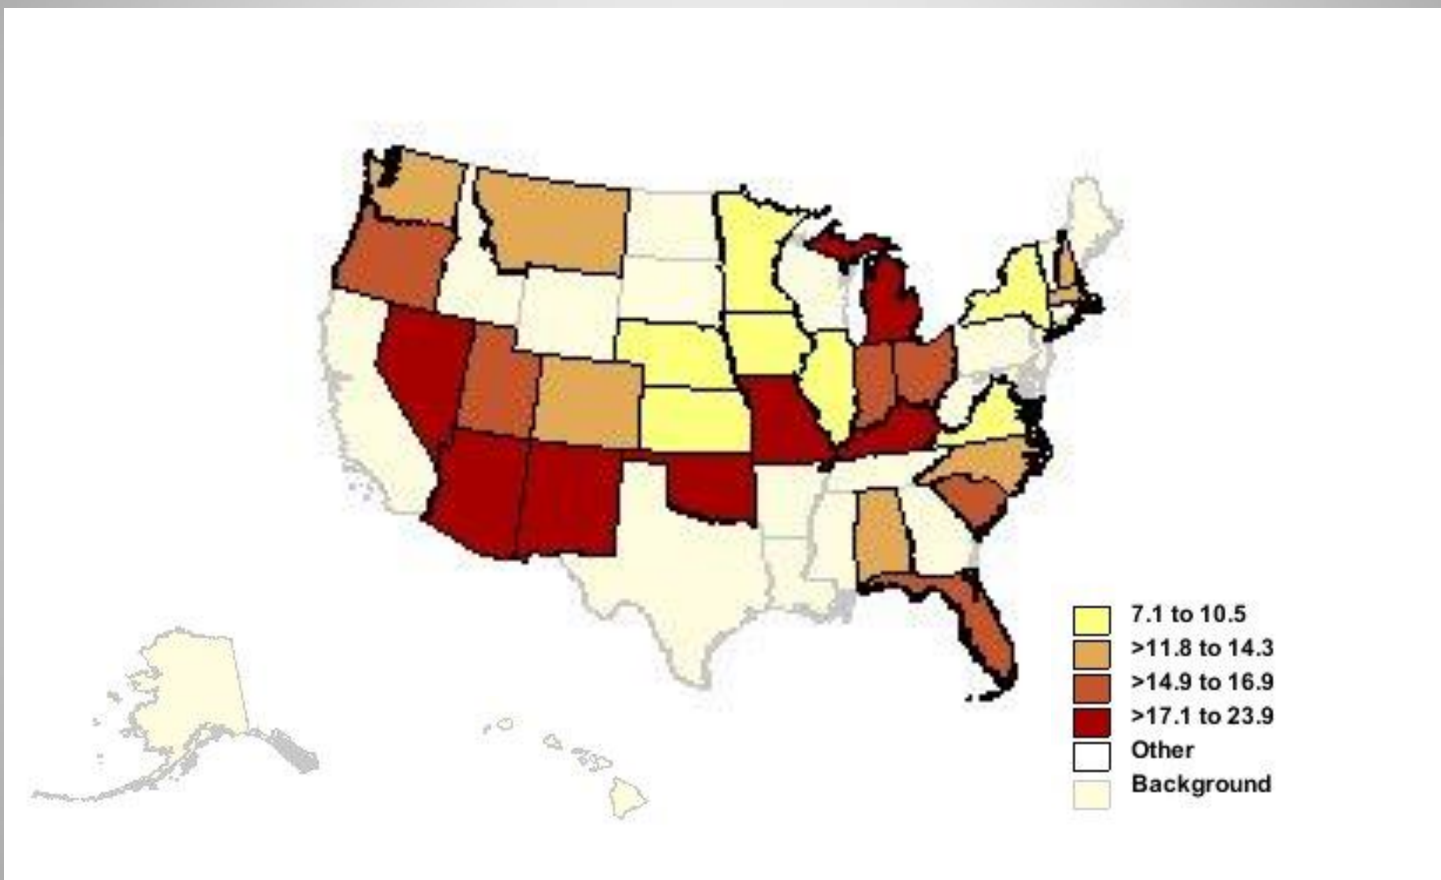 7.1 to 10.5
>11.8 to 14.3
>14.9 to 16.9
>17.1 to 23.9
Other
Background